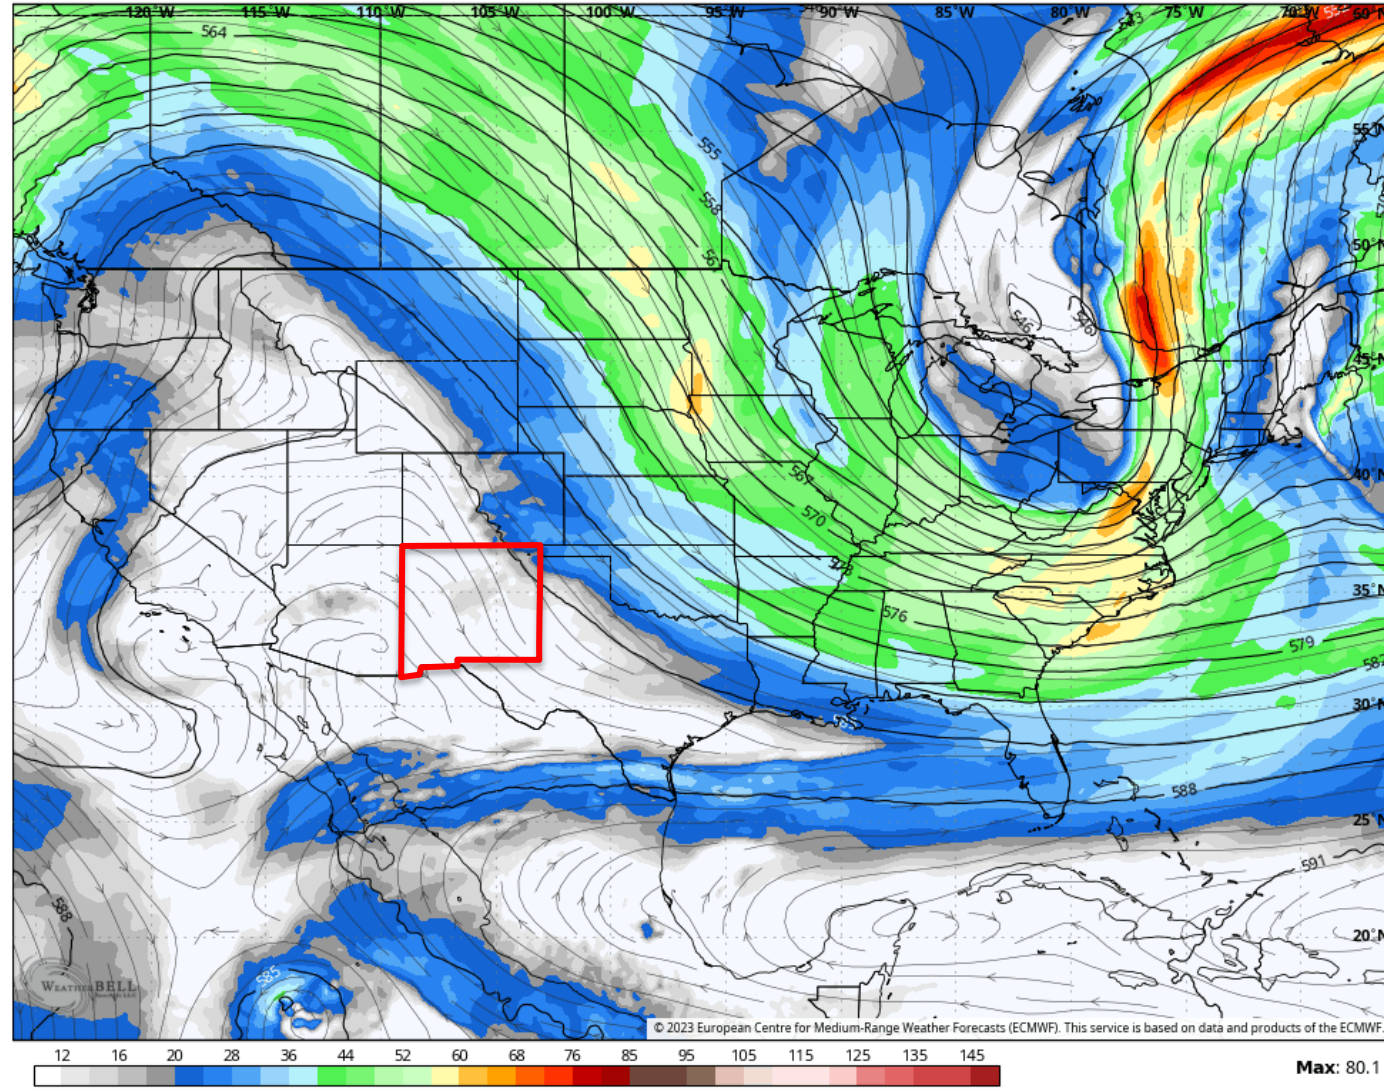 120°W 115°W 110°W 105°W 100°W 95°W 90°W 85°W 80°W 75°W
564
555
55°N
558
50°N
546
546
45°N
40°N
567
570
573
35°N
576
579
582
30°N
585
588
25°N
591
588
20°N
585
WEATHERBELL
© 2023 European Centre for Medium-Range Weather Forecasts (ECMWF). This service is based on data and products of the ECMWF.
12 16 20 28 36 44 52 60 68 76 85 95 105 115 125 135 145
Max: 80.1